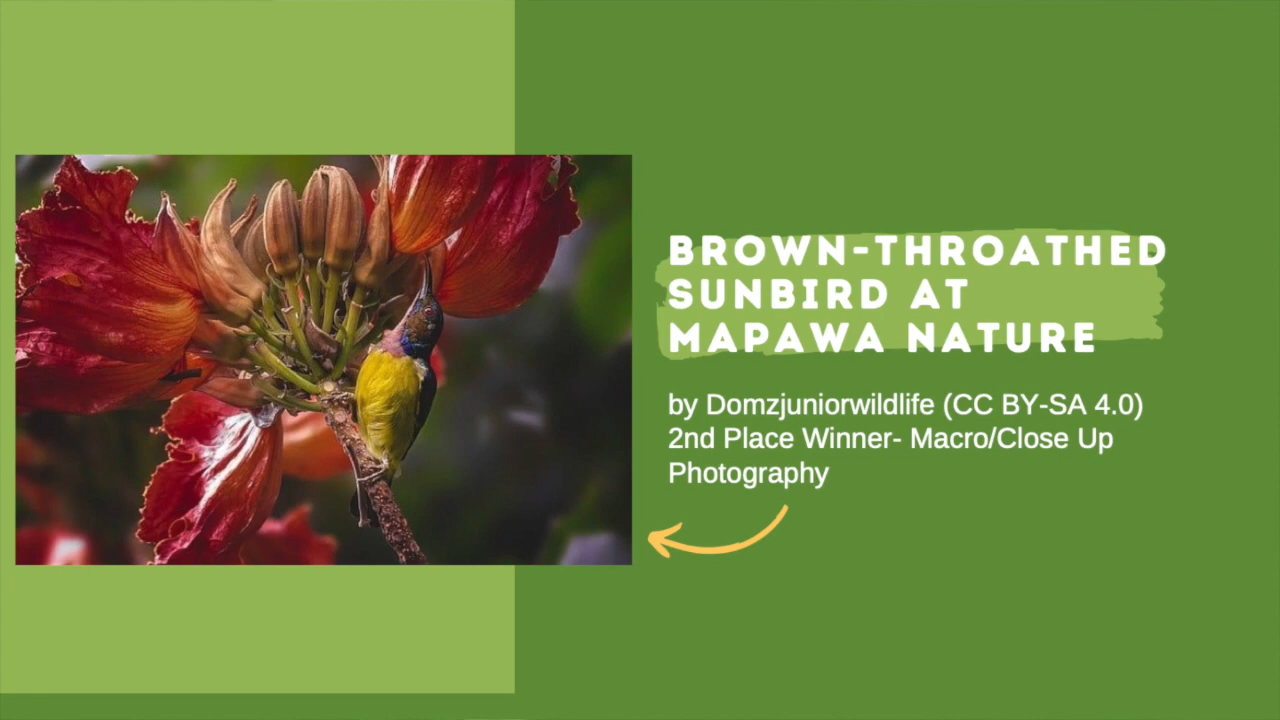 BROWN-THROATHED
SUNBIRD AT
MAPAWA NATURE
by Domzjuniorwildlife (CC BY-SA 4.0)
2nd Place Winner- Macro/Close Up
Photography